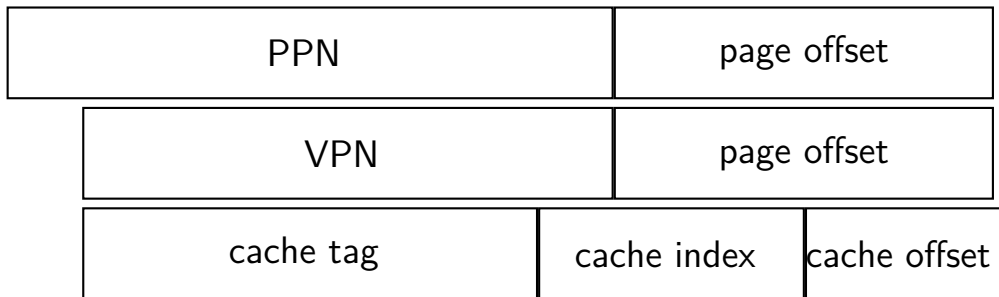 PPN page offset
VPN page offset
cache tag cache index cache offset